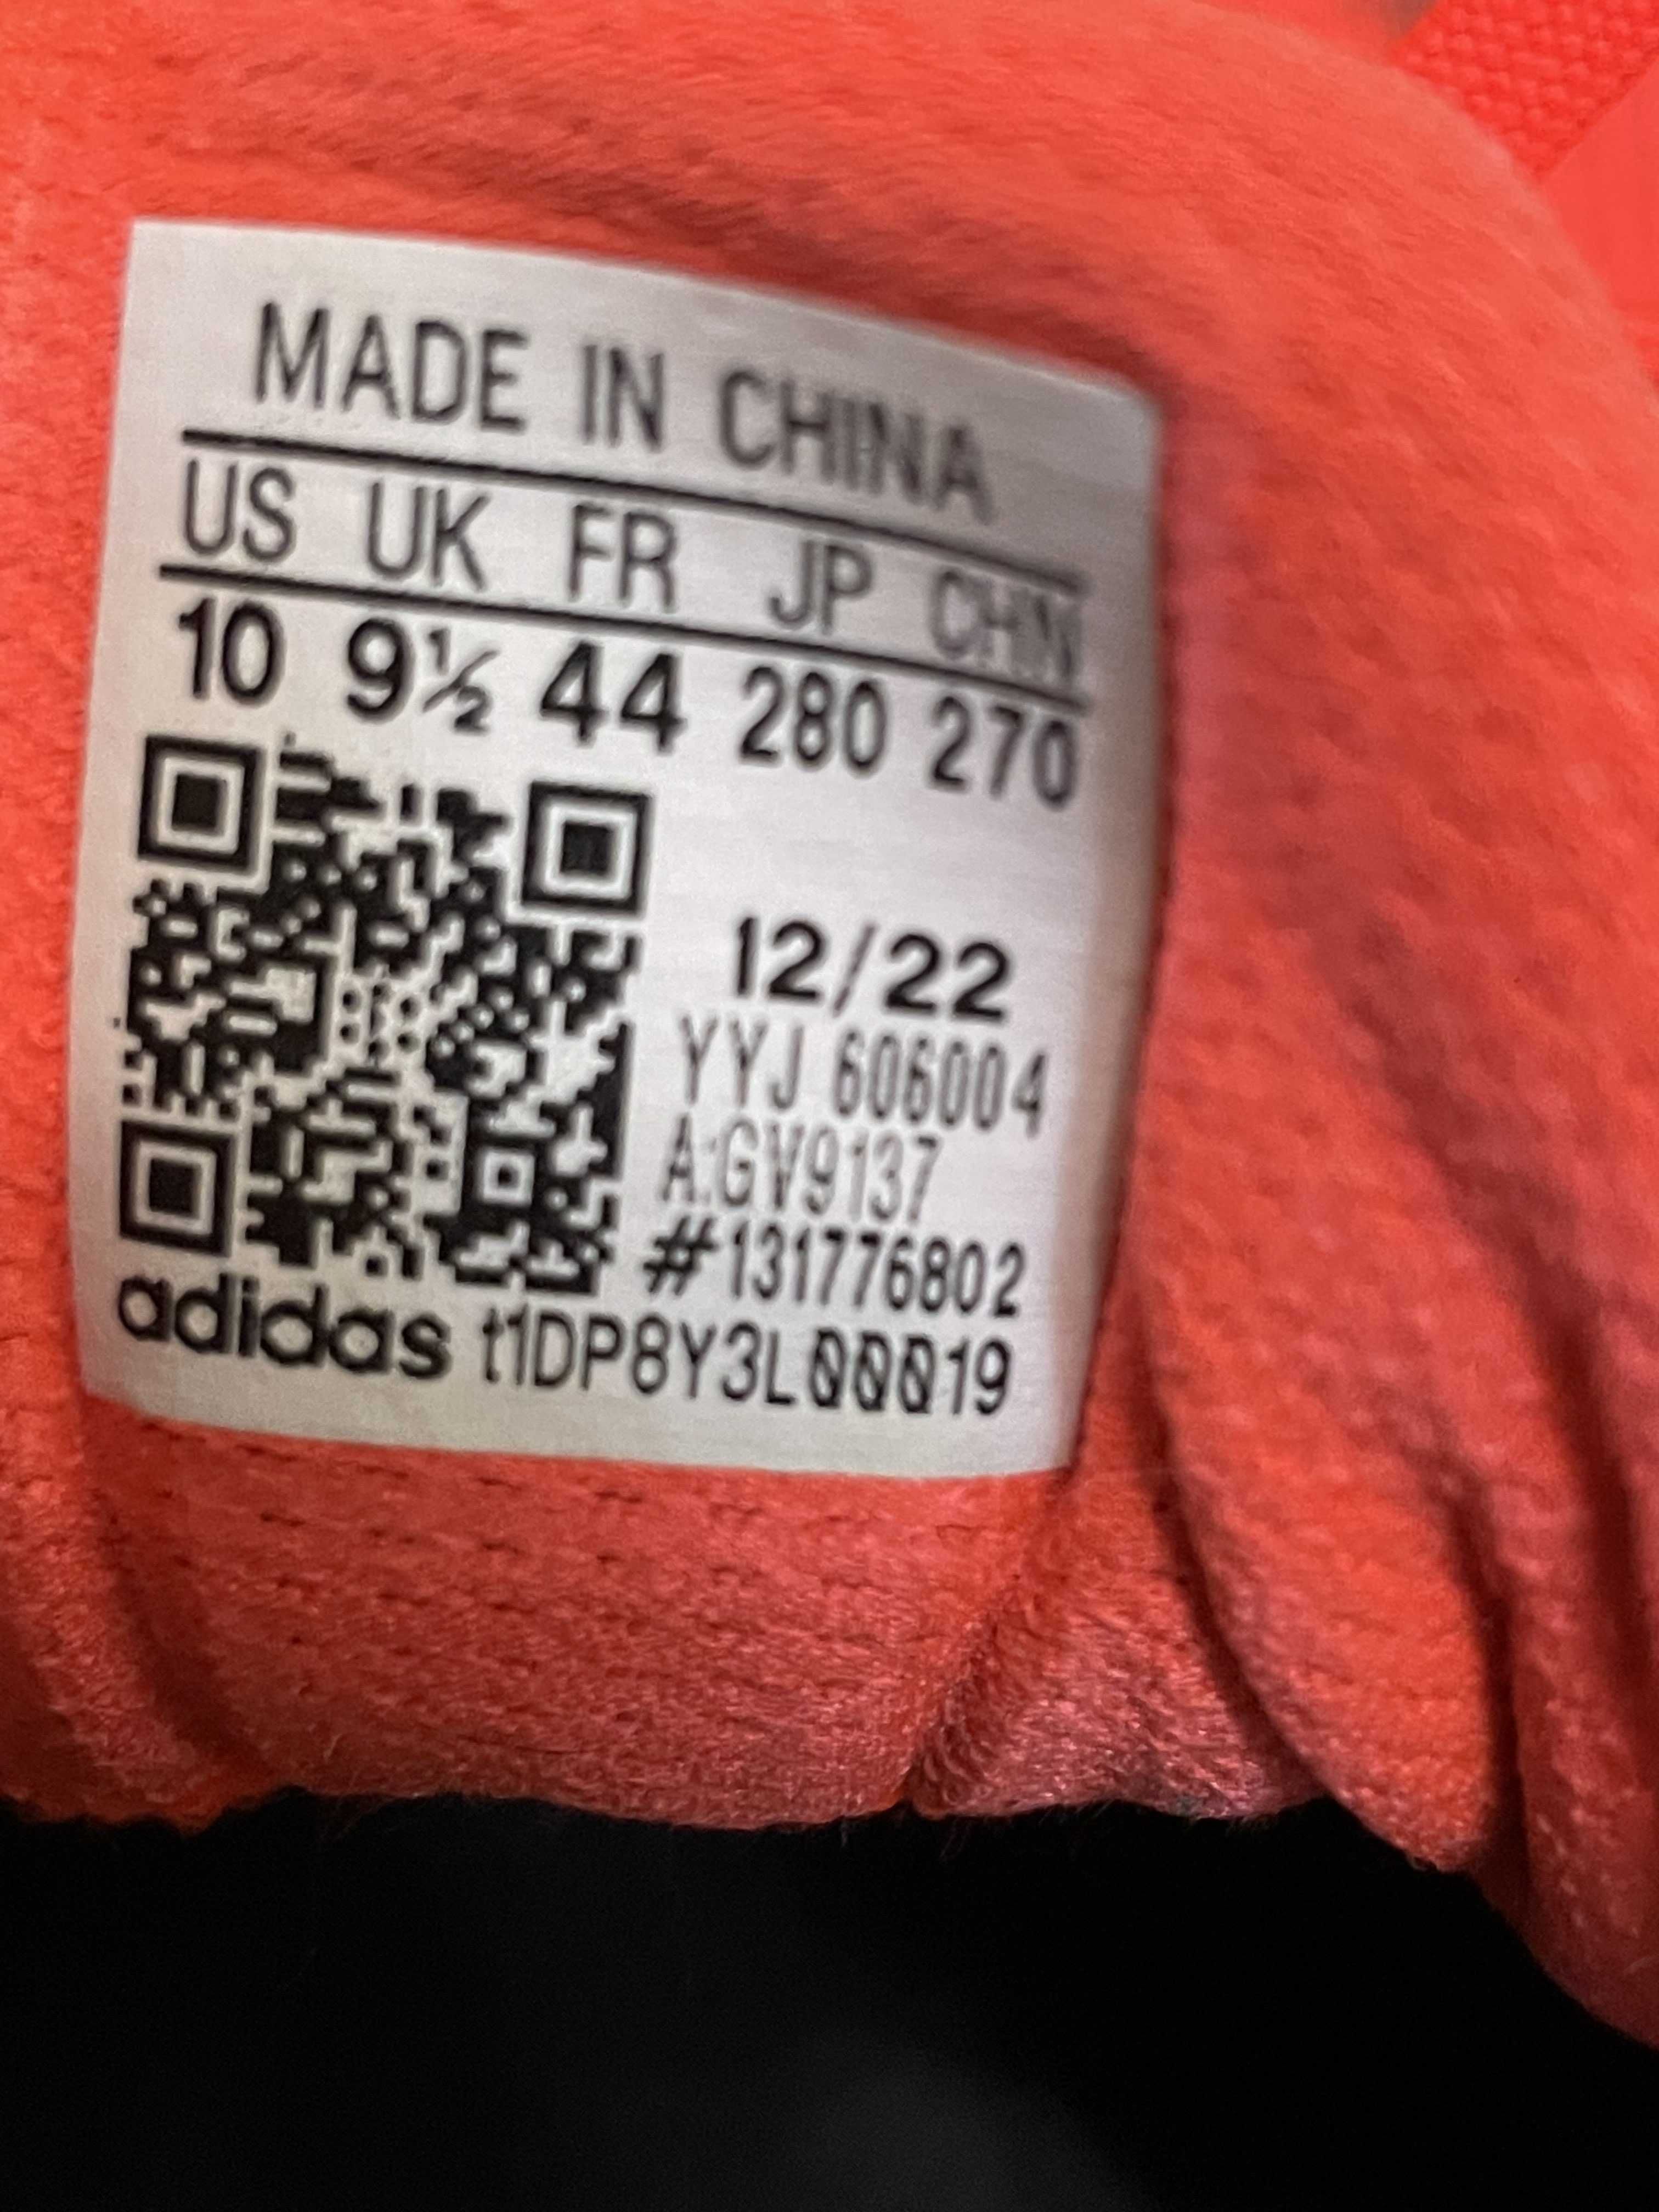 MADE IN CHINA
US UK FR JP CHN
10 9½ 44 280 270
12/22
YYJ 606004
A:GV9137
#131776802
adidas t1DP8Y3L00019